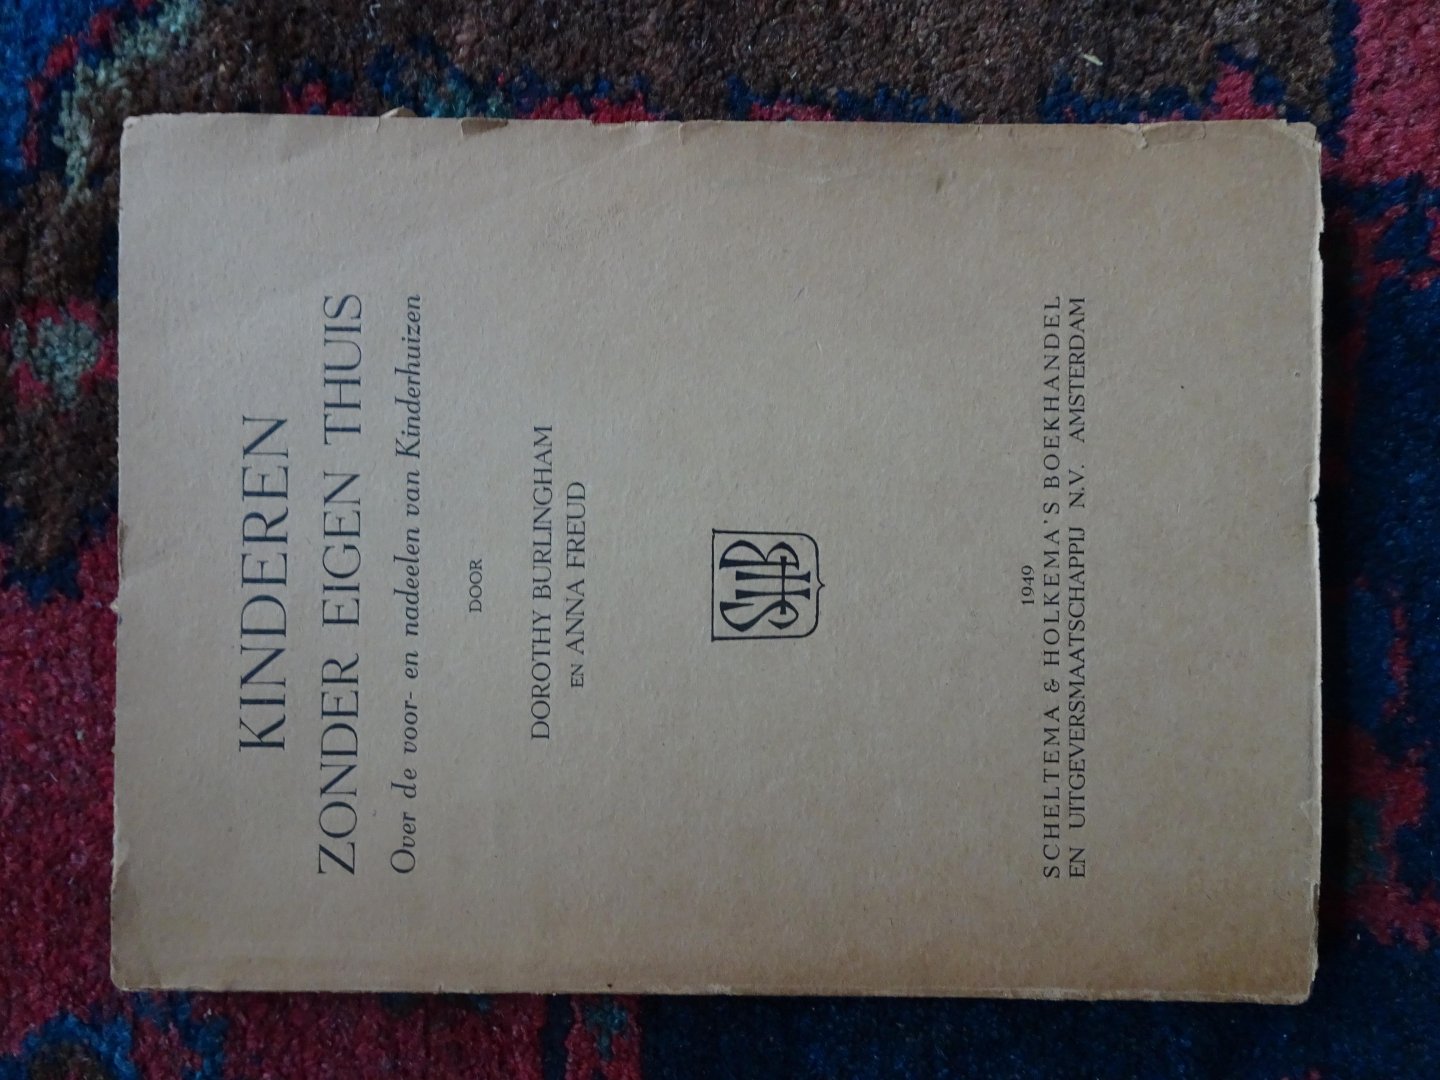 KINDEREN
ZONDER EIGEN THUIS
Over de voor- en nadeelen van Kinderhuizen
DOOR
DOROTHY BURLINGHAM
EN ANNA FREUD
SHB
1949
SCHELTEMA & HOLKEMA'S BOEKHANDEL
EN UITGEVERSMAATSCHAPPIJ N.V. AMSTERDAM